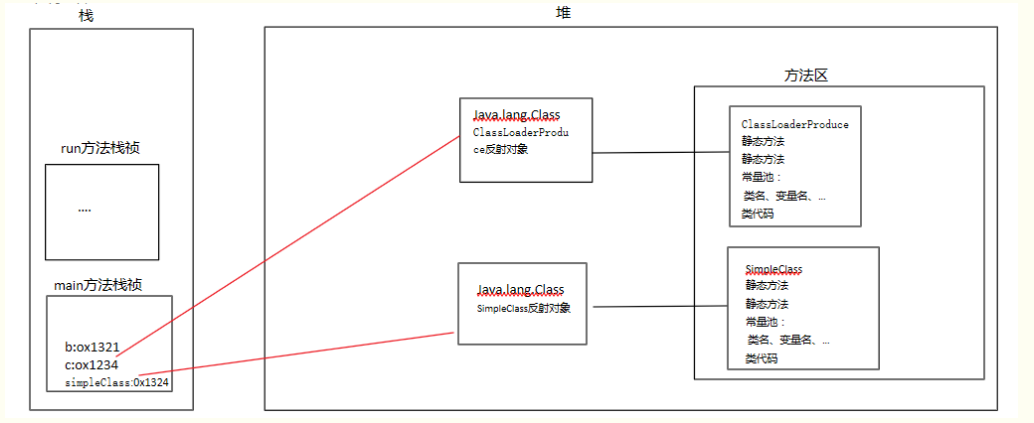 栈
堆
方法区
Java.lang.Class
ClassLoaderProdu
ce反射对象
ClassLoaderProduce
静态方法
静态方法
常量池：
类名、变量名、...
类代码
run方法栈祯
....
main方法栈祯
b:ox1321
c:ox1234
simpleClass:0x1324
Java.lang.Class
SimpleClass反射对象
SimpleClass
静态方法
静态方法
常量池：
类名、变量名、...
类代码